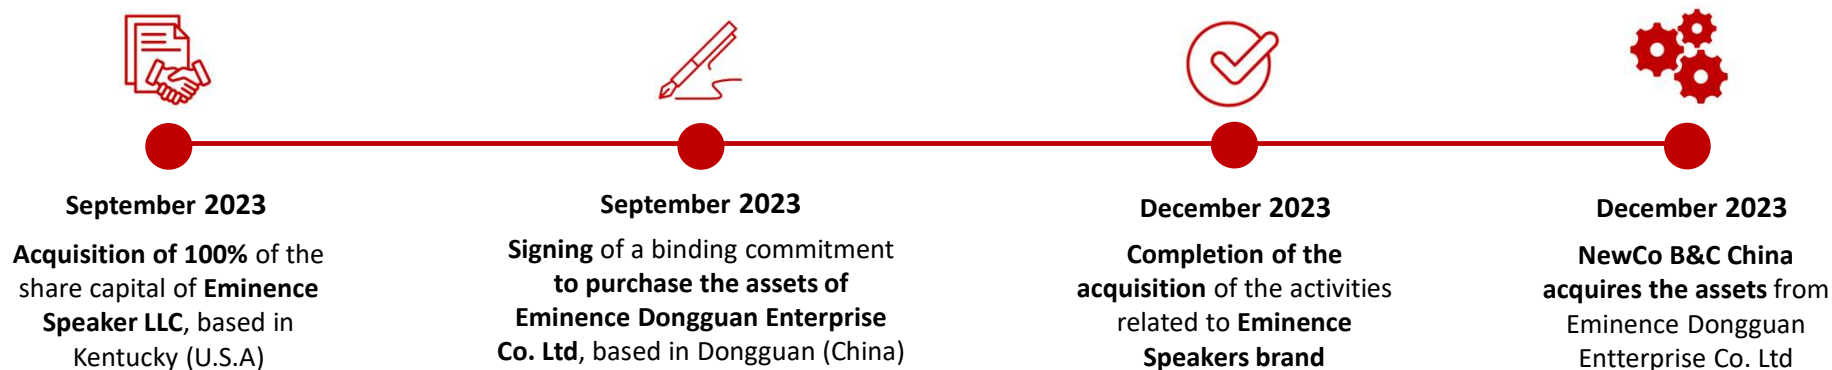 September 2023
Acquisition of 100% of the
share capital of Eminence
Speaker LLC, based in
Kentucky (U.S.A)
September 2023
Signing of a binding commitment
to purchase the assets of
Eminence Dongguan Enterprise
Co. Ltd, based in Dongguan (China)
December 2023
Completion of the
acquisition of the activities
related to Eminence
Speakers brand
December 2023
NewCo B&C China
acquires the assets from
Eminence Dongguan
Entterprise Co. Ltd